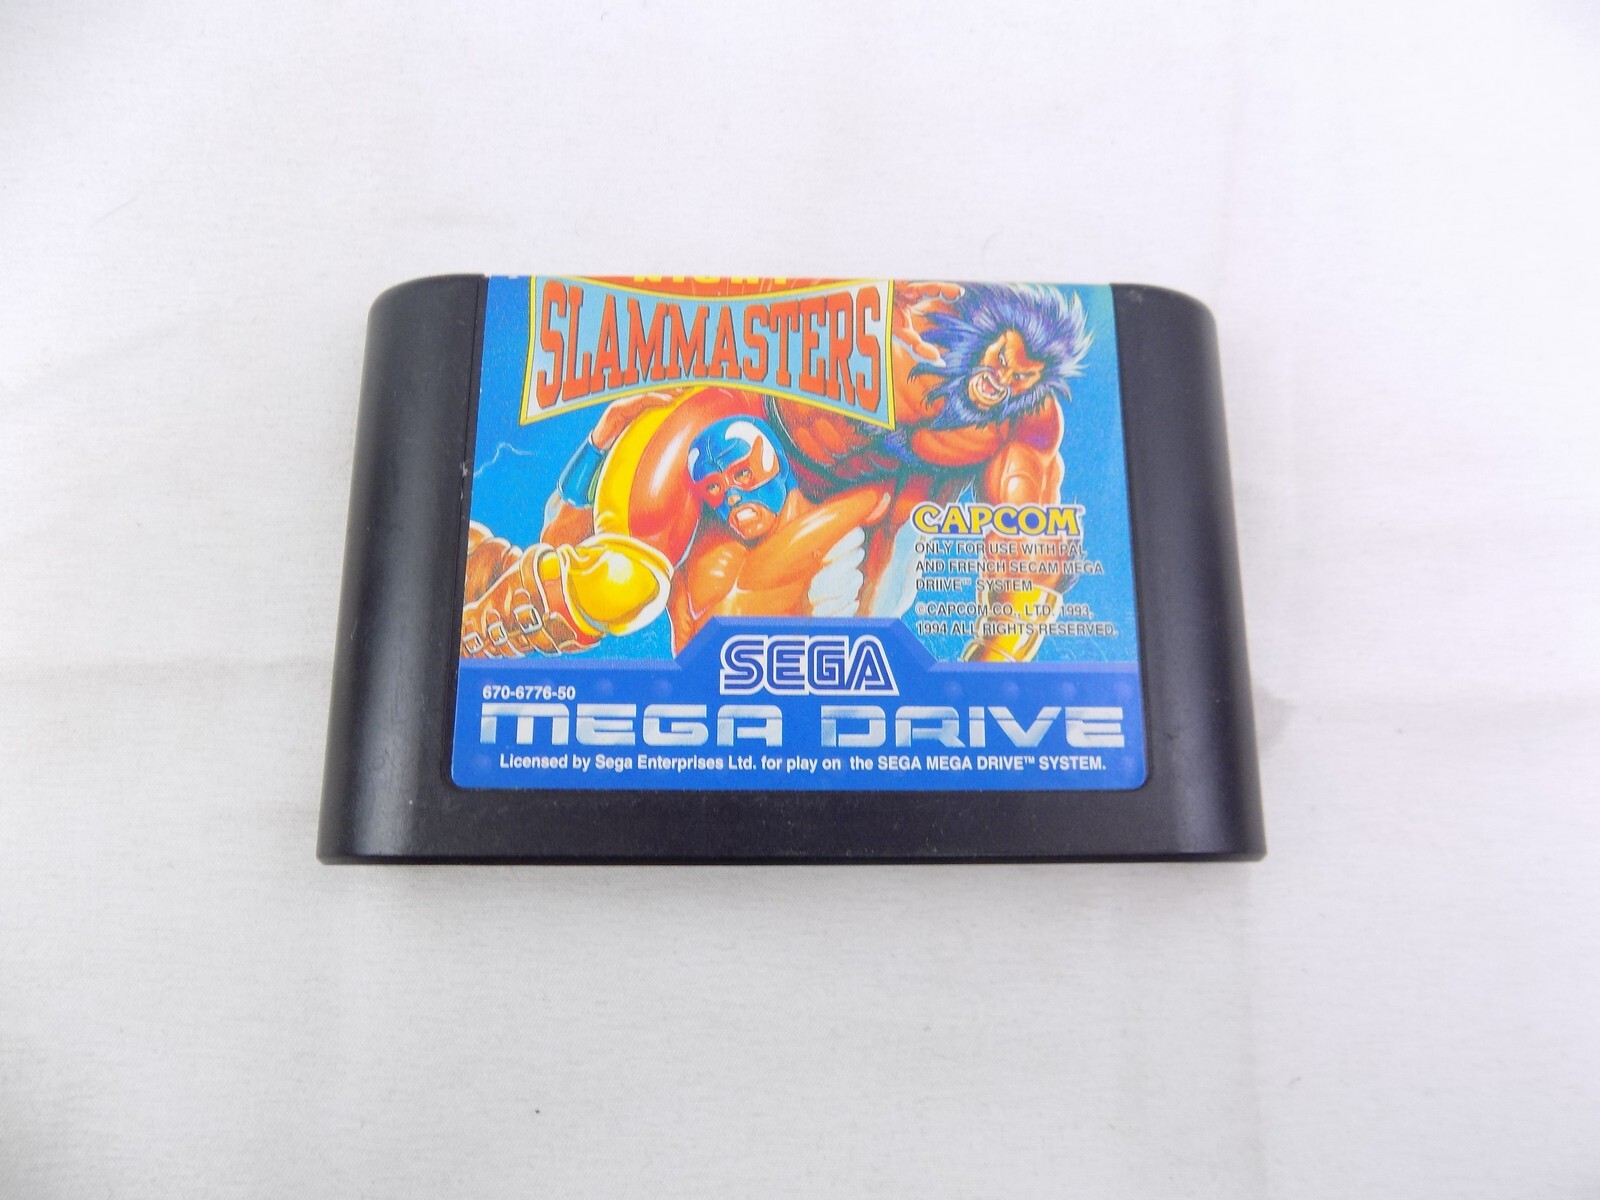 NIGHT
SLAMMASTERS
CAPCOM
ONLY FOR USE WITH PAL
AND FRENCH SECAM MEGA
DRIIVE™ SYSTEM
©CAPCOM CO., LTD. 1993,
1994 ALL RIGHTS RESERVED.
SEGA
670-6776-50
MEGA DRIVE
Licensed by Sega Enterprises Ltd. for play on the SEGA MEGA DRIVE™ SYSTEM.